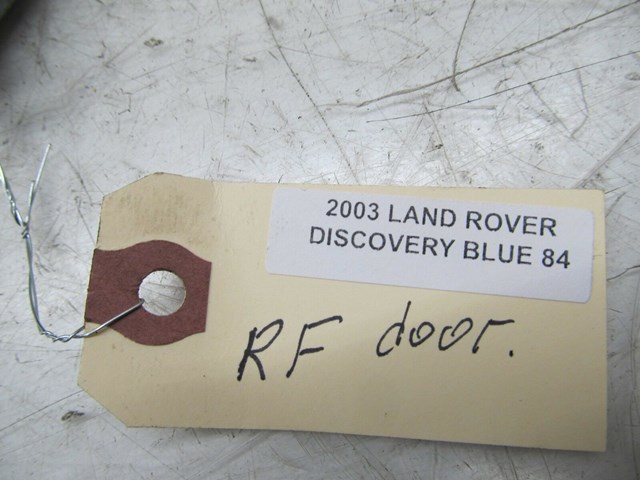 2003 LAND ROVER
DISCOVERY BLUE 84
RF door.